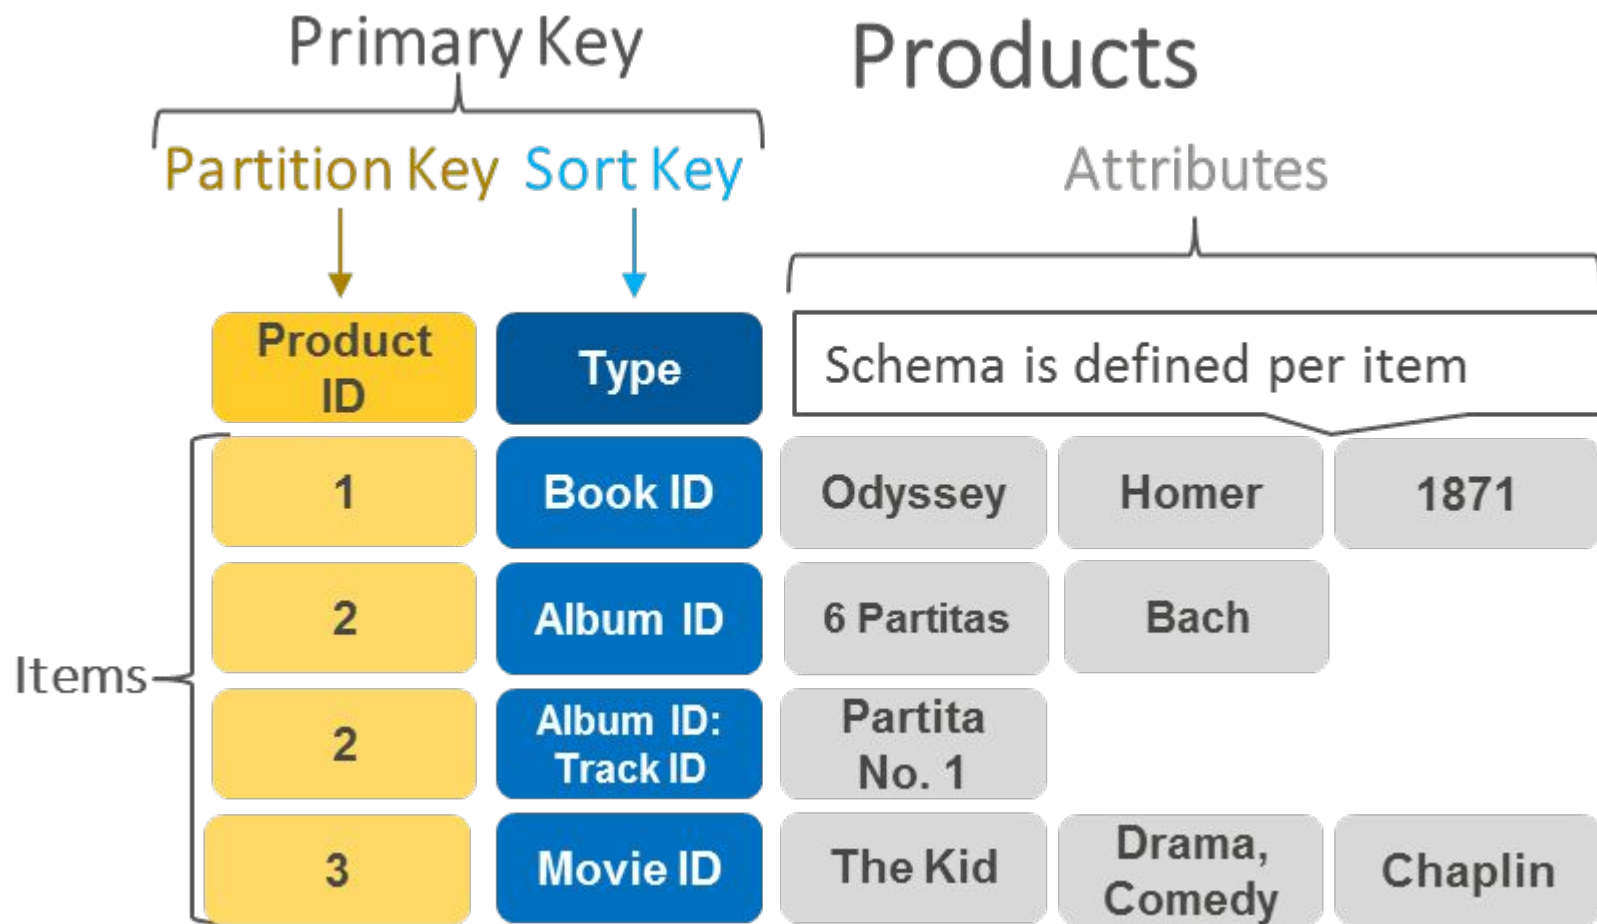 Primary Key
Products
Partition Key
Sort Key
Attributes
Product
ID
Type
Schema is defined per item
Items
1
Book ID
Odyssey
Homer
1871
2
Album ID
6 Partitas
Bach
2
Album ID:
Track ID
Partita
No. 1
3
Movie ID
The Kid
Drama,
Comedy
Chaplin